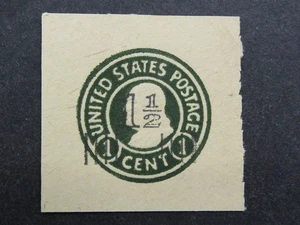 UNITED STATES POSTAGE
1 1/2
1 CENT 1